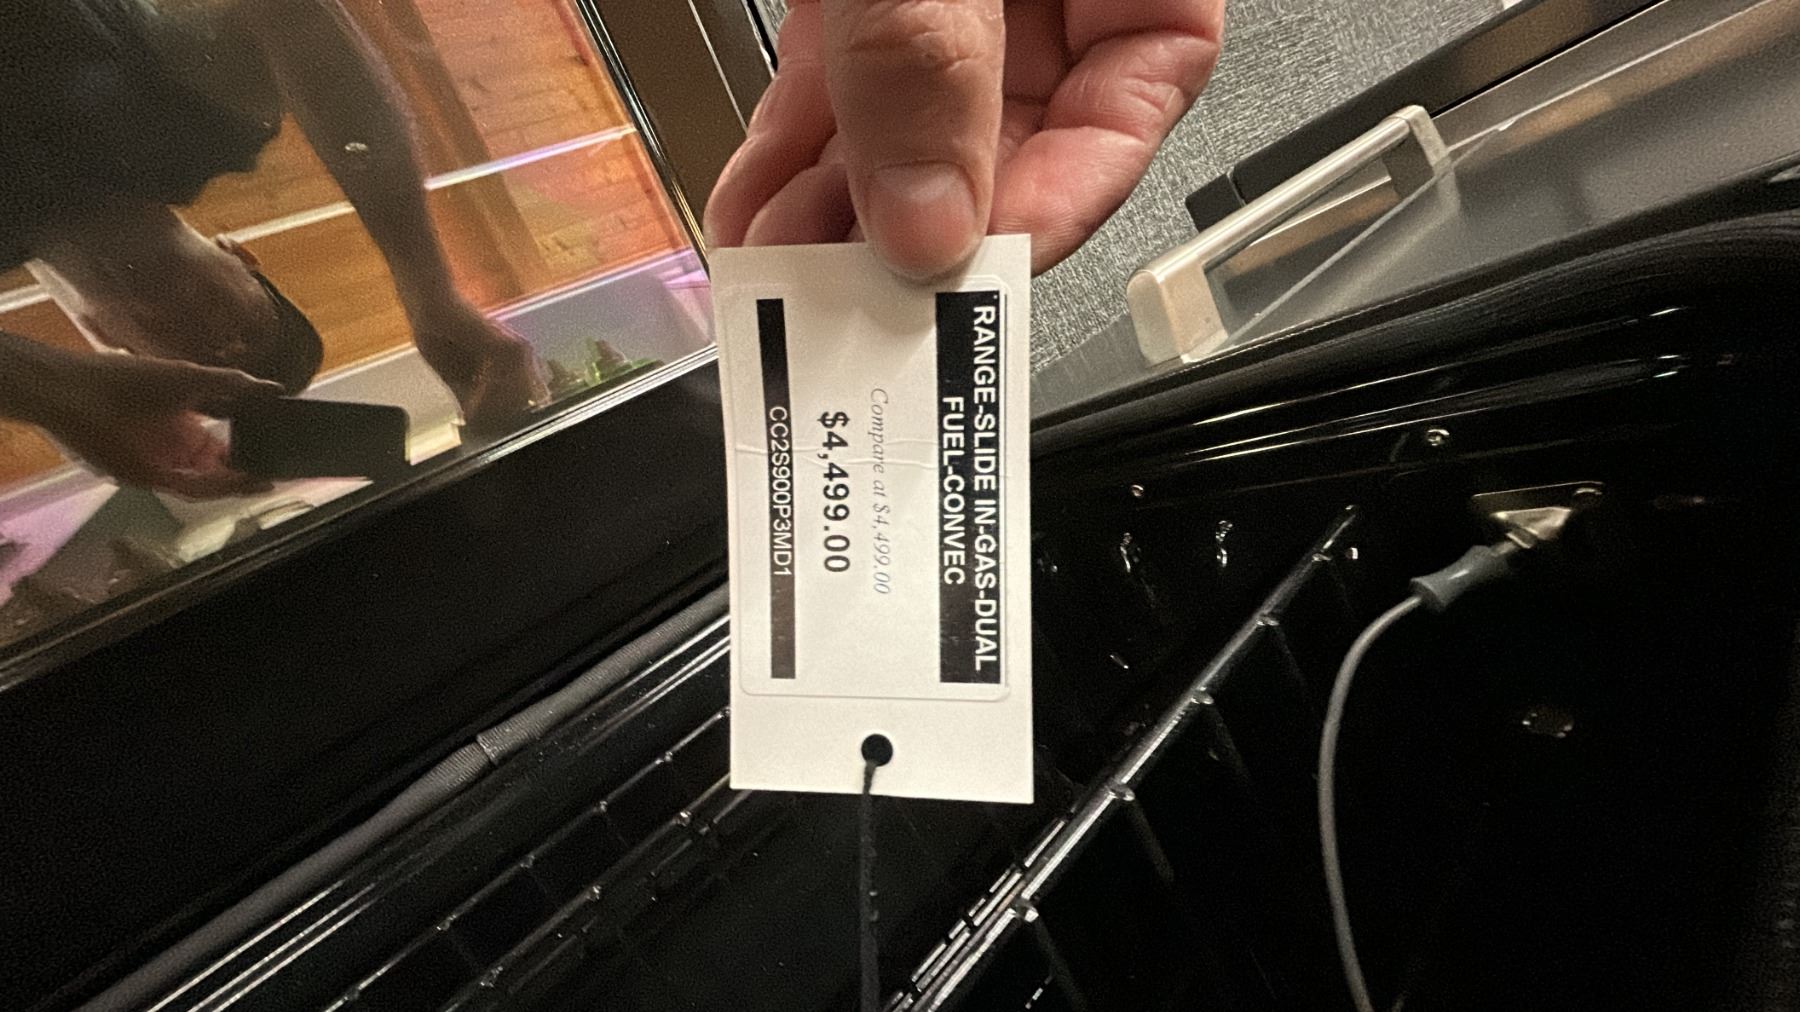 RANGE-SLIDE IN-GAS-DUAL
FUEL-CONVEC
Compare at $4,499.00
$4,499.00
CC2S900P3MD1